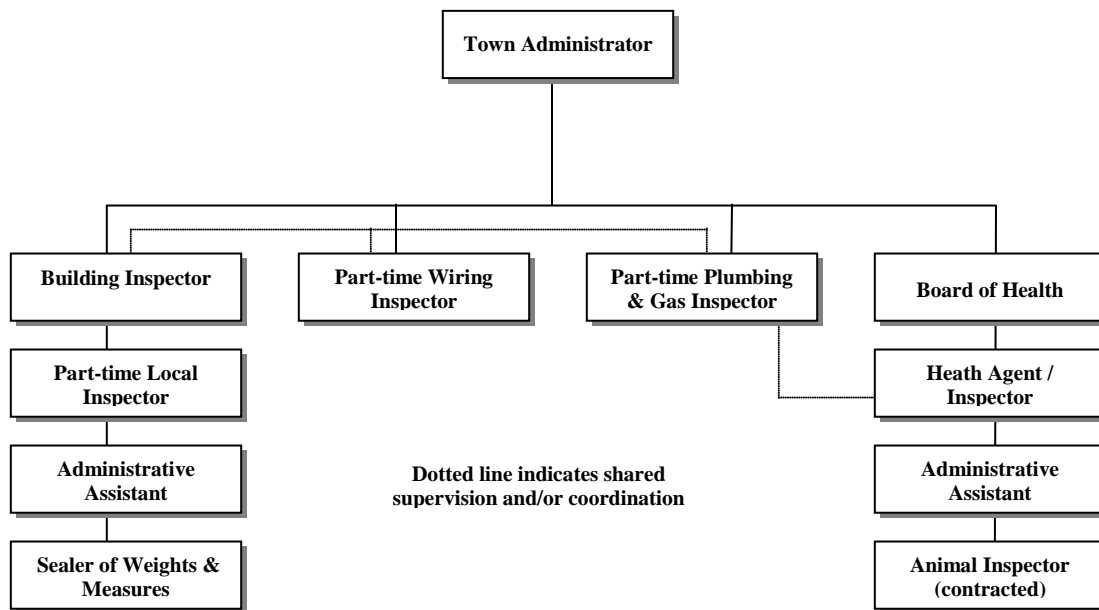 Town Administrator
Building Inspector
Part-time Wiring
Inspector
Part-time Plumbing
& Gas Inspector
Board of Health
Part-time Local
Inspector
Heath Agent /
Inspector
Administrative
Assistant
Dotted line indicates shared
supervision and/or coordination
Administrative
Assistant
Sealer of Weights &
Measures
Animal Inspector
(contracted)